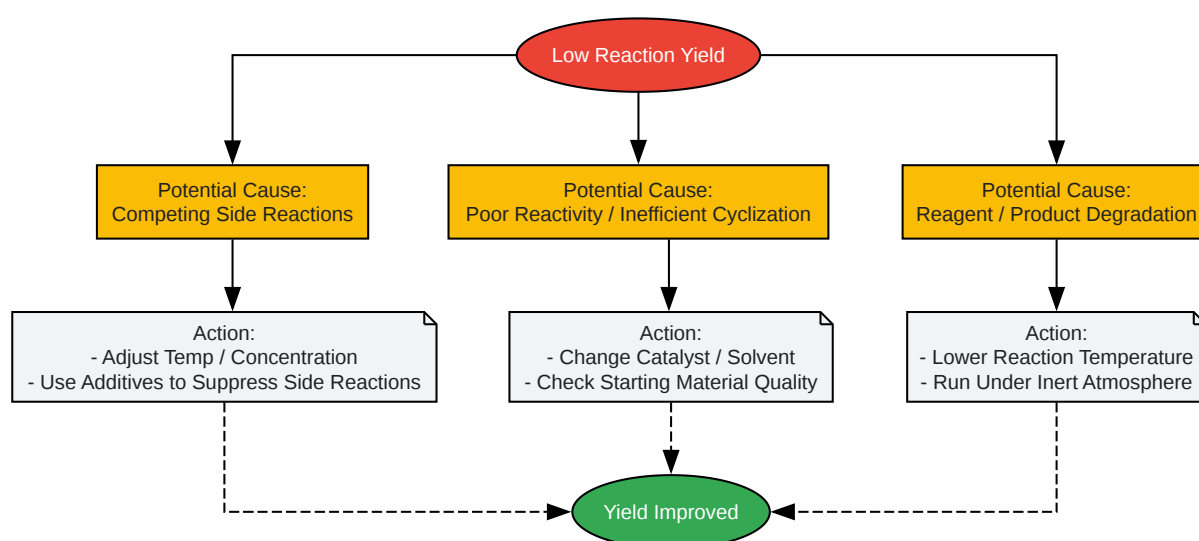 Low Reaction Yield
Potential Cause:
Competing Side Reactions
Potential Cause:
Poor Reactivity / Inefficient Cyclization
Potential Cause:
Reagent / Product Degradation
Action:
- Adjust Temp / Concentration
- Use Additives to Suppress Side Reactions
Action:
- Change Catalyst / Solvent
- Check Starting Material Quality
Action:
- Lower Reaction Temperature
- Run Under Inert Atmosphere
Yield Improved